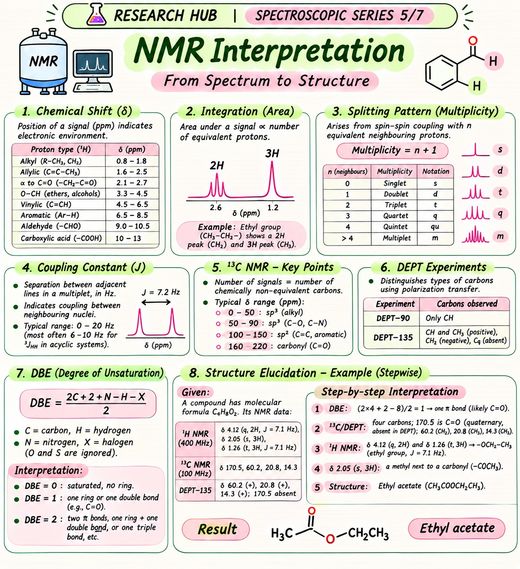 RESEARCH HUB | SPECTROSCOPIC SERIES 5/7
NMR Interpretation
From Spectrum to Structure
NMR
O
H
H
1. Chemical Shift (δ)
Position of a signal (ppm) indicates
electronic environment.
Proton type (¹H) δ (ppm)
Alkyl (R–CH₃, CH₂) 0.8 – 1.8
Allylic (C=C–CH₃) 1.6 – 2.5
α to C=O (–CH₂–C=O) 2.1 – 2.7
O–CH (ethers, alcohols) 3.3 – 4.5
Vinylic (C=CH) 4.5 – 6.5
Aromatic (Ar–H) 6.5 – 8.5
Aldehyde (–CHO) 9.0 – 10.5
Carboxylic acid (–COOH) 10 – 13
2. Integration (Area)
Area under a signal ∝ number
of equivalent protons.
2H
3H
2.6 1.2
δ (ppm)
Example: Ethyl group
(CH₃–CH₂–) shows a 2H
peak (CH₂) and 3H peak (CH₃).
3. Splitting Pattern (Multiplicity)
Arises from spin–spin coupling with n
equivalent neighbouring protons.
Multiplicity = n + 1
n (neighbours) Multiplicity Notation
0 Singlet s
1 Doublet d
2 Triplet t
3 Quartet q
4 Quintet qu
> 4 Multiplet m
s
d
t
q
m
4. Coupling Constant (J)
Separation between adjacent
lines in a multiplet, in Hz.
Indicates coupling between
neighbouring nuclei.
Typical range: 0 – 20 Hz
(most often 6–10 Hz for
³J_HH in acyclic systems).
J = 7.2 Hz
δ (ppm)
5. ¹³C NMR – Key Points
Number of signals = number of
chemically non-equivalent carbons.
Typical δ range (ppm):
0 – 50 : sp³ (alkyl)
50 – 90 : sp³ (C–O, C–N)
100 – 150 : sp² (C=C, aromatic)
160 – 220 : carbonyl (C=O)
6. DEPT Experiments
Distinguishes types of carbons
using polarization transfer.
Experiment Carbons observed
DEPT–90 Only CH
DEPT–135 CH and CH₃ (positive),
CH₂ (negative), Cq (absent)
7. DBE (Degree of Unsaturation)
DBE = 2C + 2 + N – H – X
2
C = carbon, H = hydrogen
N = nitrogen, X = halogen
(O and S are ignored).
Interpretation:
DBE = 0 : saturated, no ring.
DBE = 1 : one ring or one double bond
(e.g., C=O).
DBE = 2 : two π bonds, one ring + one
double bond, or one triple
bond, etc.
8. Structure Elucidation – Example (Stepwise)
Given:
A compound has molecular
formula C₄H₈O₂. Its NMR data:
¹H NMR
(400 MHz)
δ 4.12 (q, 2H, J = 7.1 Hz),
2.05 (s, 3H),
1.26 (t, 3H, J = 7.1 Hz).
¹³C NMR
(100 MHz)
δ 170.5, 60.2, 20.8, 14.3
DEPT–135
δ 60.2 (+), 20.8 (+),
14.3 (+); 170.5 absent
Step-by-step Interpretation
1 DBE: (2×4 + 2 – 8)/2 = 1 → one π bond (likely C=O).
2 ¹³C/DEPT: four carbons; 170.5 is C=O (quaternary,
absent in DEPT); 60.2 (CH₂), 20.8 (CH₃), 14.3 (CH₃).
3 ¹H NMR: δ 4.12 (q, 2H) and δ 1.26 (t, 3H) → –OCH₂–CH₃
(ethyl group, J = 7.1 Hz).
4 δ 2.05 (s, 3H): a methyl next to a carbonyl (–COCH₃).
5 Structure: Ethyl acetate (CH₃COOCH₂CH₃).
Result
H₃C
O
O
CH₂CH₃
Ethyl acetate